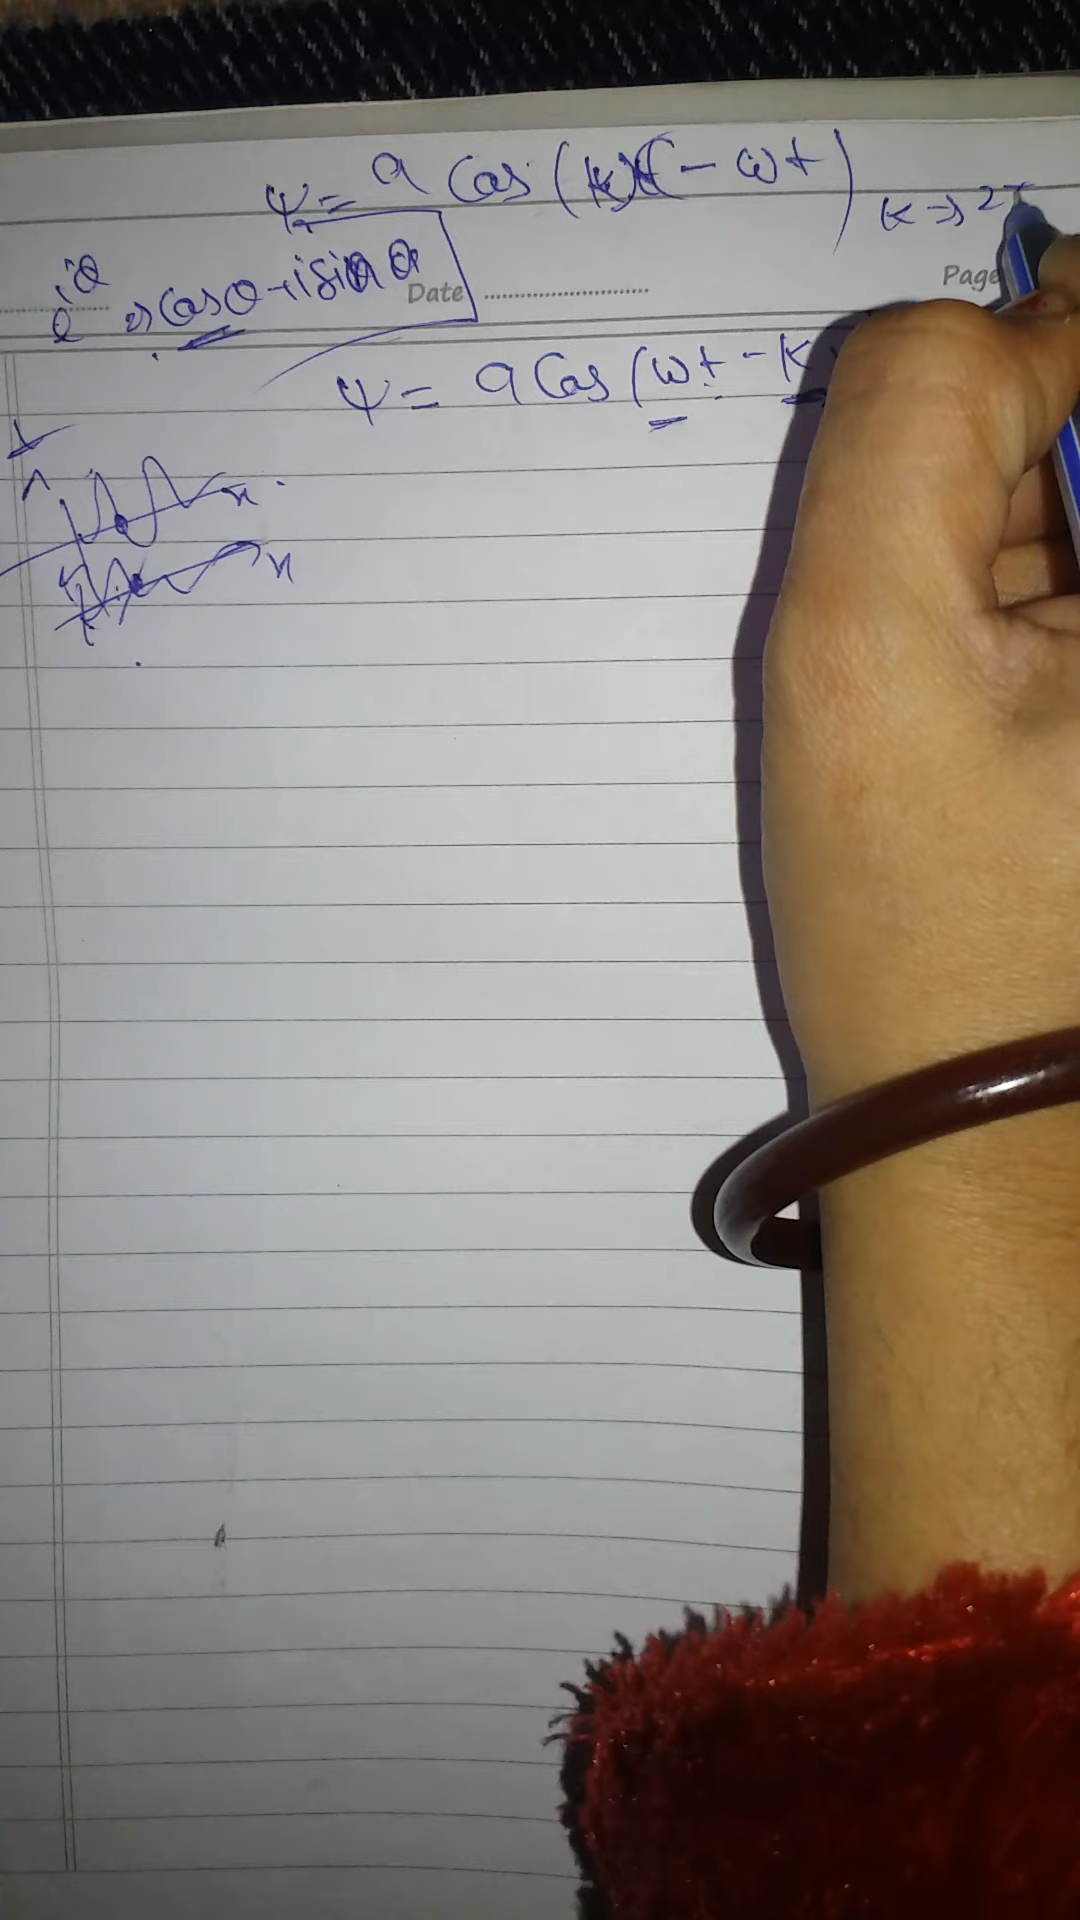 ψ = a Cos (kx - ωt)
k → 2π
e^iθ → Cosθ + i sinθ
Date
Page
ψ = a Cos (ωt - k
x
x